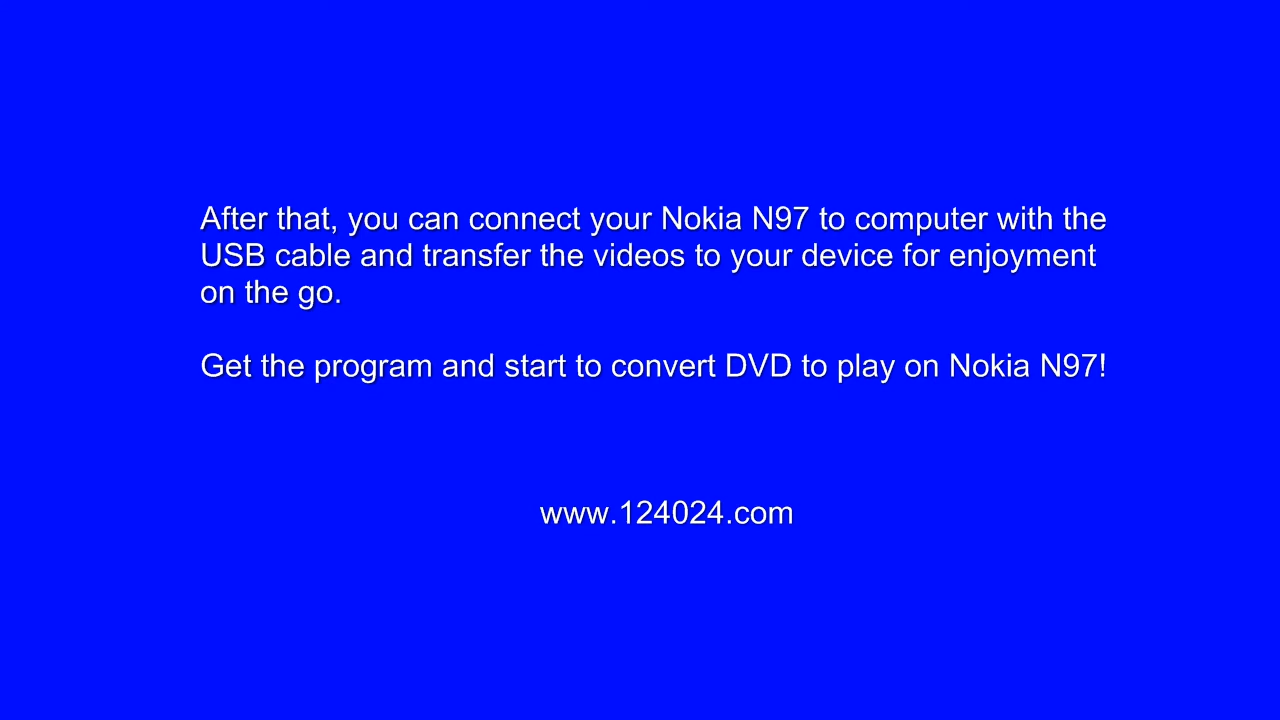 After that, you can connect your Nokia N97 to computer with the
USB cable and transfer the videos to your device for enjoyment
on the go.
Get the program and start to convert DVD to play on Nokia N97!
www.124024.com